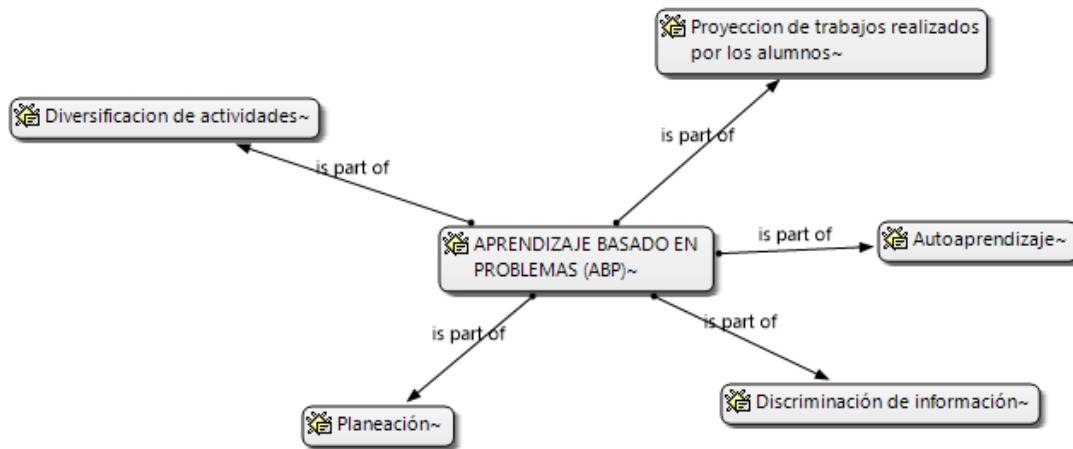 Proyeccion de trabajos realizados
por los alumnos~
Diversificacion de actividades~
is part of
is part of
is part of
Autoaprendizaje~
APRENDIZAJE BASADO EN
PROBLEMAS (ABP)~
is part of
is part of
Planeación~
Discriminación de información~